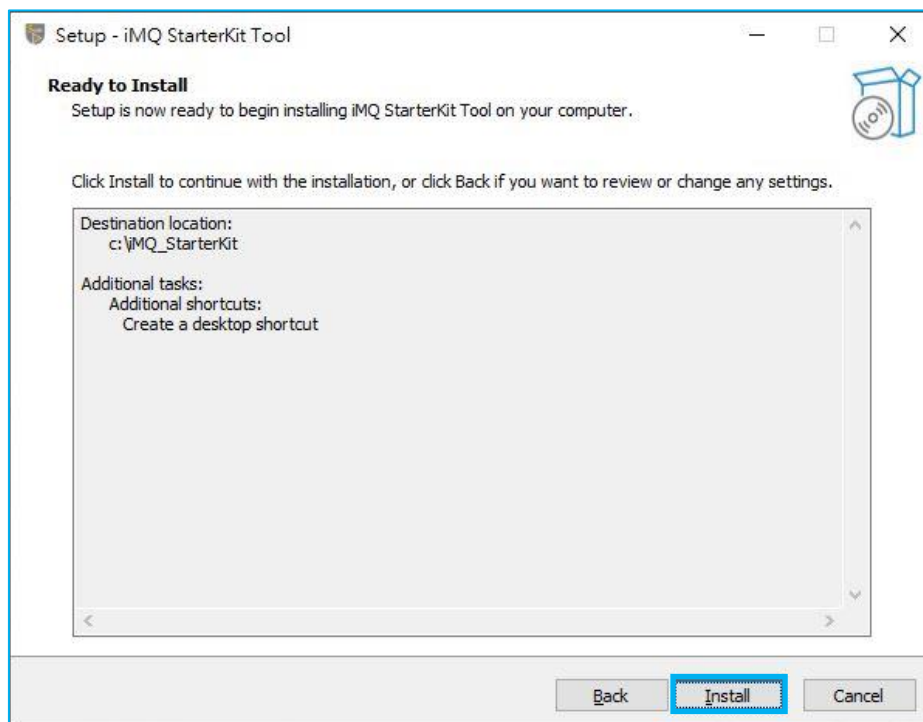 Setup - iMQ StarterKit Tool
Ready to Install
Setup is now ready to begin installing iMQ StarterKit Tool on your computer.
Click Install to continue with the installation, or click Back if you want to review or change any settings.
Destination location:
c:\iMQ_StarterKit
Additional tasks:
Additional shortcuts:
Create a desktop shortcut
Back Install Cancel